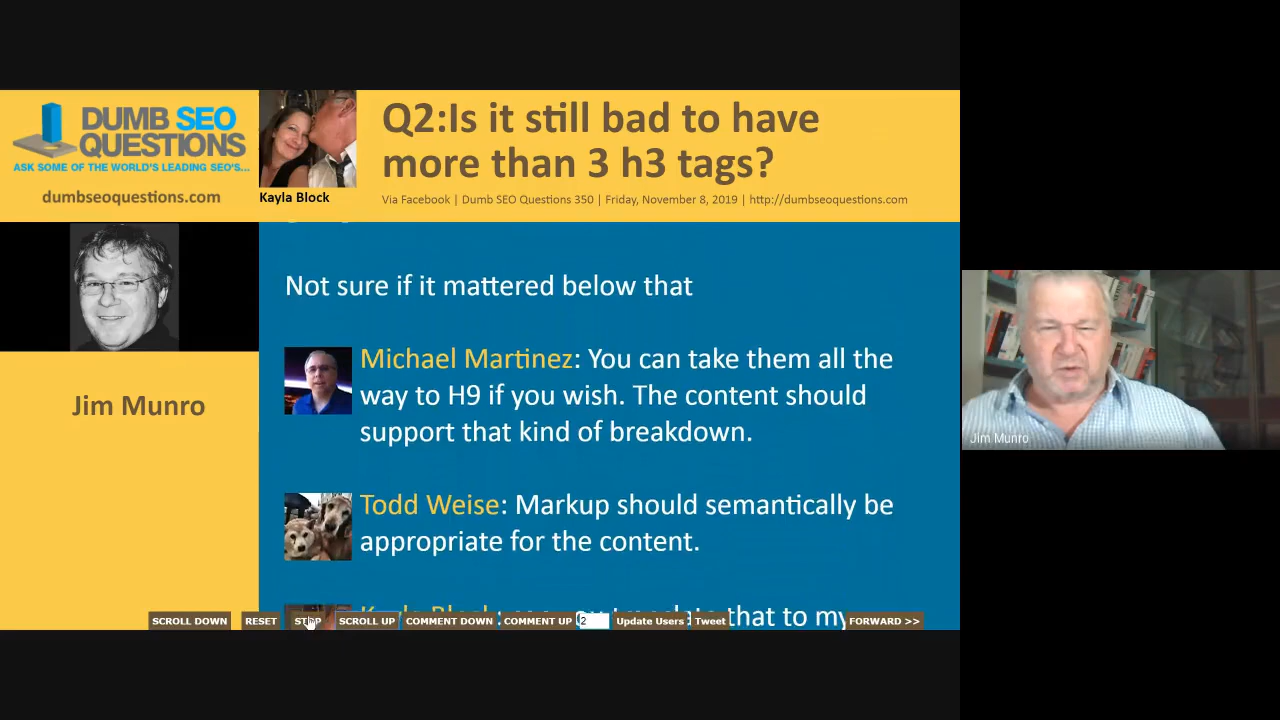 DUMB SEO
QUESTIONS
ASK SOME OF THE WORLD'S LEADING SEO'S...
dumbseoquestions.com
Kayla Block
Q2:Is it still bad to have
more than 3 h3 tags?
Via Facebook | Dumb SEO Questions 350 | Friday, November 8, 2019 | http://dumbseoquestions.com
Jim Munro
Not sure if it mattered below that
Michael Martinez: You can take them all the
way to H9 if you wish. The content should
support that kind of breakdown.
Todd Weise: Markup should semantically be
appropriate for the content.
that to my
SCROLL DOWN RESET STOP SCROLL UP COMMENT DOWN COMMENT UP 2 Update Users Tweet FORWARD >>
Jim Munro